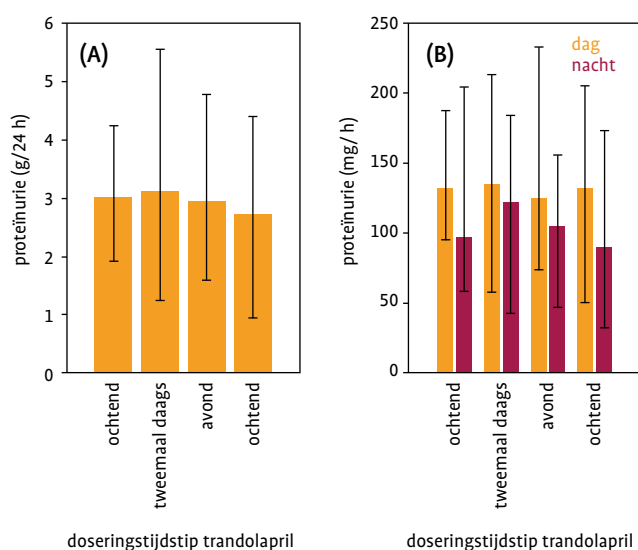 (A)
proteïnurie (g/24 h)
6
5
4
3
2
1
0
ochtend
tweemaal daags
avond
ochtend
doseringstijdstip trandolapril
(B)
dag
nacht
proteïnurie (mg/ h)
250
200
150
100
50
0
ochtend
tweemaal daags
avond
ochtend
doseringstijdstip trandolapril